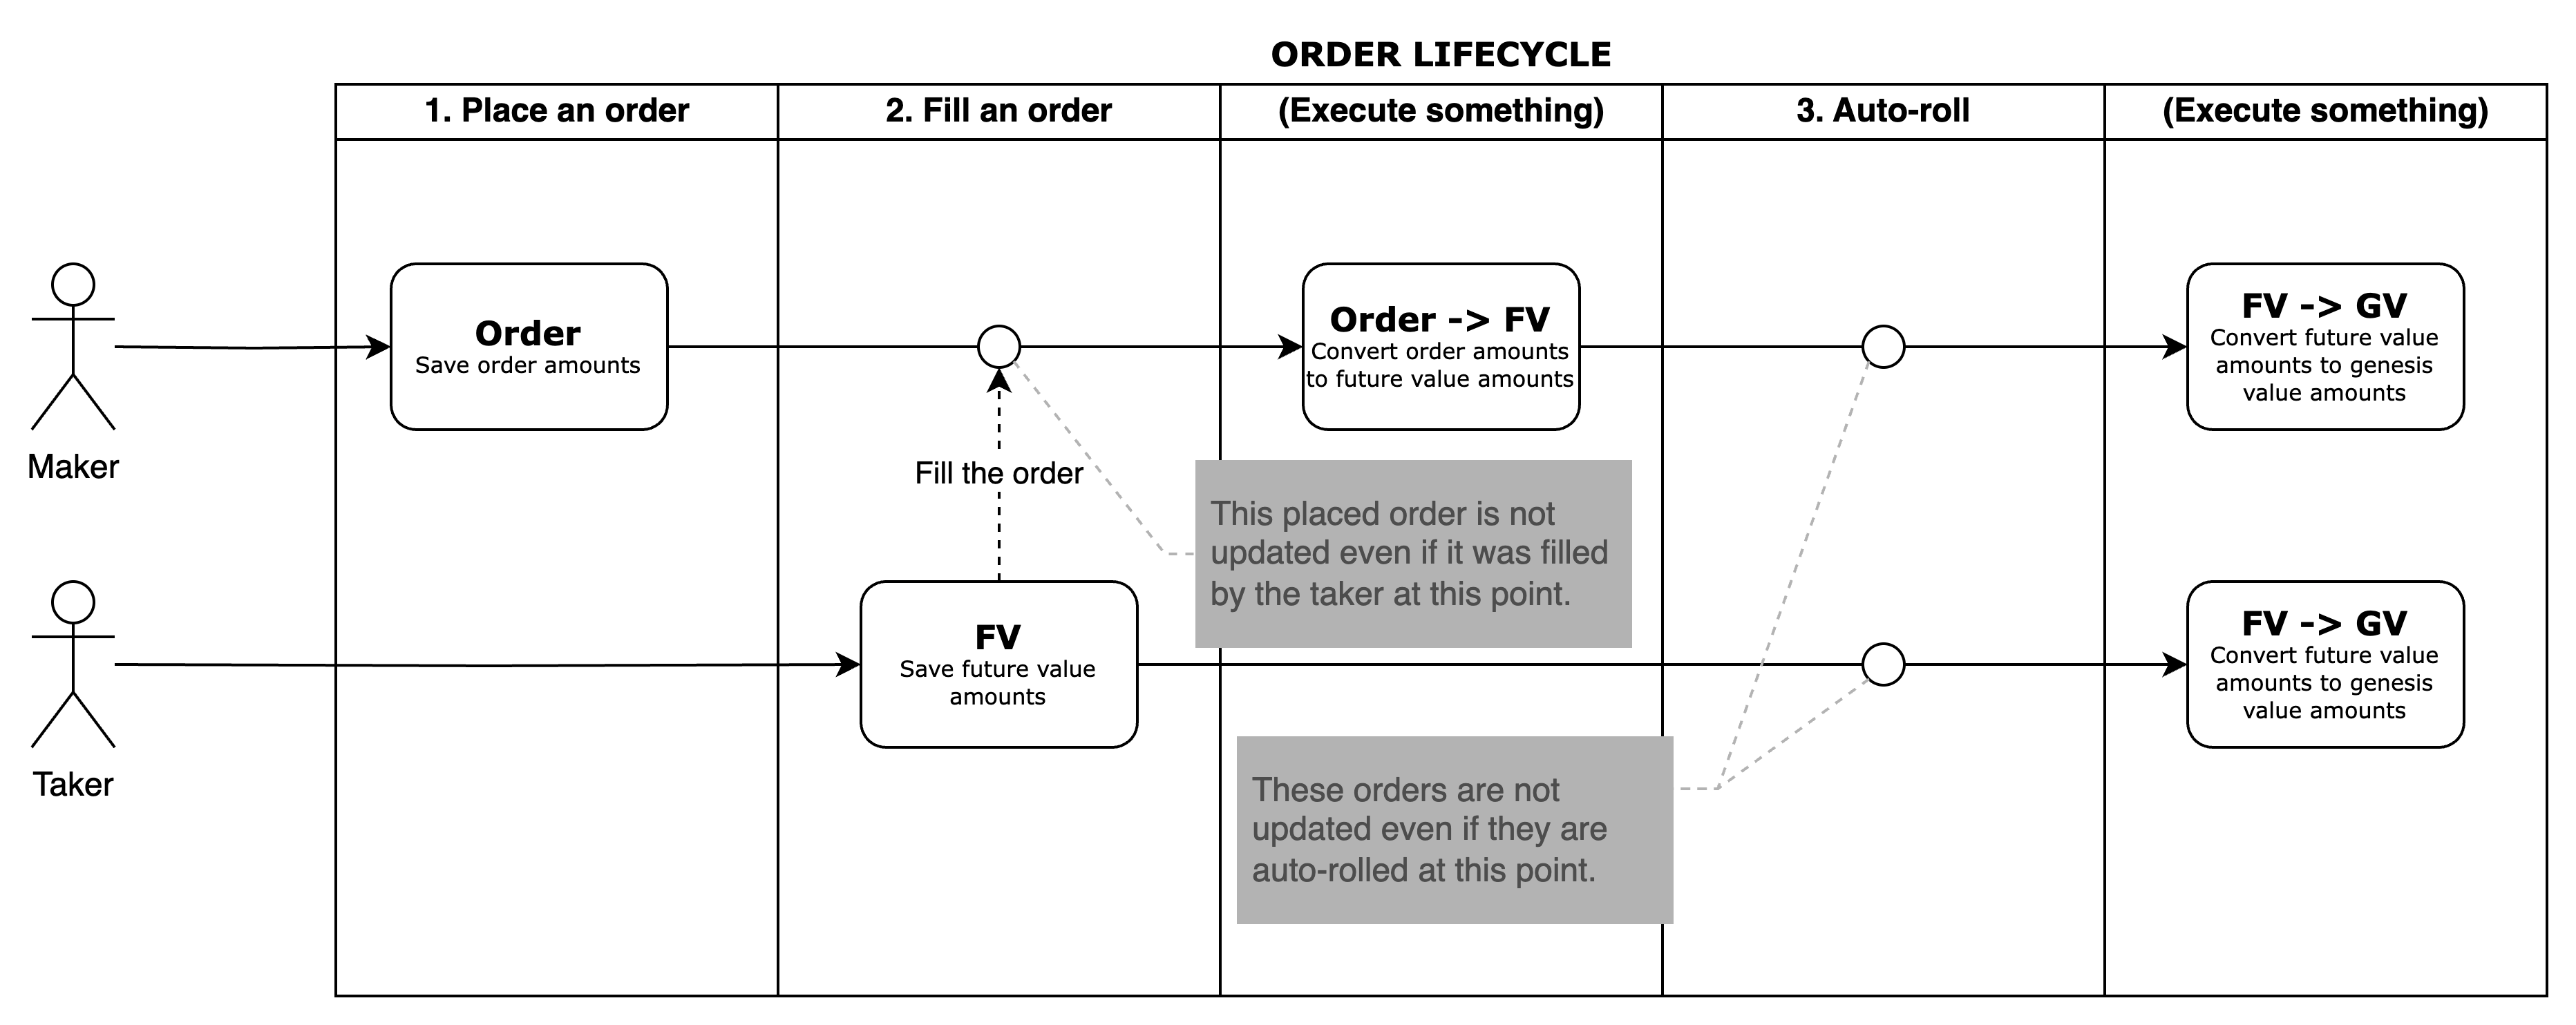 ORDER LIFECYCLE
1. Place an order
2. Fill an order
(Execute something)
3. Auto-roll
(Execute something)
Maker
Order
Save order amounts
Order -> FV
Convert order amounts
to future value amounts
FV -> GV
Convert future value
amounts to genesis
value amounts
Fill the order
This placed order is not
updated even if it was filled
by the taker at this point.
Taker
FV
Save future value
amounts
FV -> GV
Convert future value
amounts to genesis
value amounts
These orders are not
updated even if they are
auto-rolled at this point.